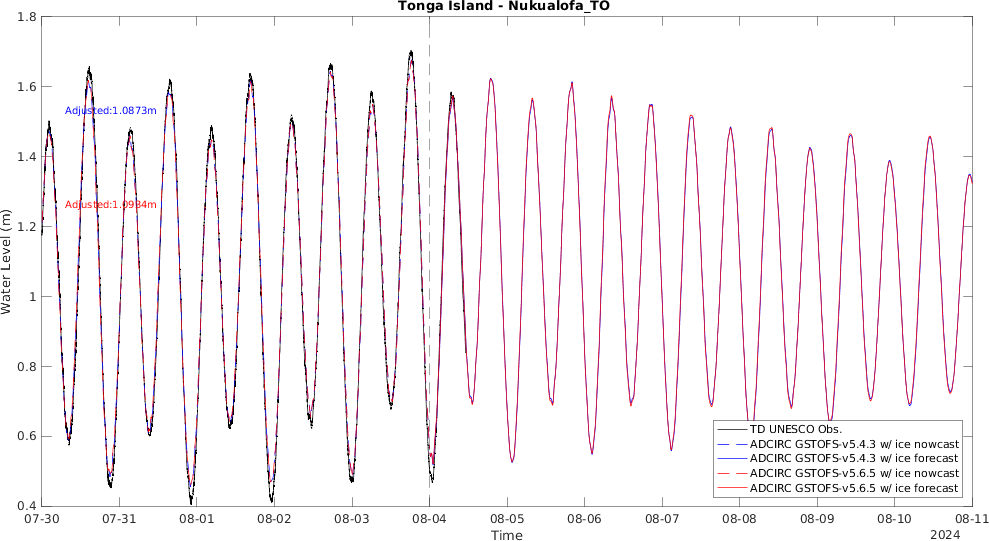 Tonga Island - Nukualofa_TO
1.8
1.6
1.4
1.2
1
0.8
0.6
0.4
Water Level (m)
Adjusted:1.0873m
Adjusted:1.0934m
TD UNESCO Obs.
ADCIRC GSTOFS-v5.4.3 w/ ice nowcast
ADCIRC GSTOFS-v5.4.3 w/ ice forecast
ADCIRC GSTOFS-v5.6.5 w/ ice nowcast
ADCIRC GSTOFS-v5.6.5 w/ ice forecast
07-30 07-31 08-01 08-02 08-03 08-04 08-05 08-06 08-07 08-08 08-09 08-10 08-11
Time
2024